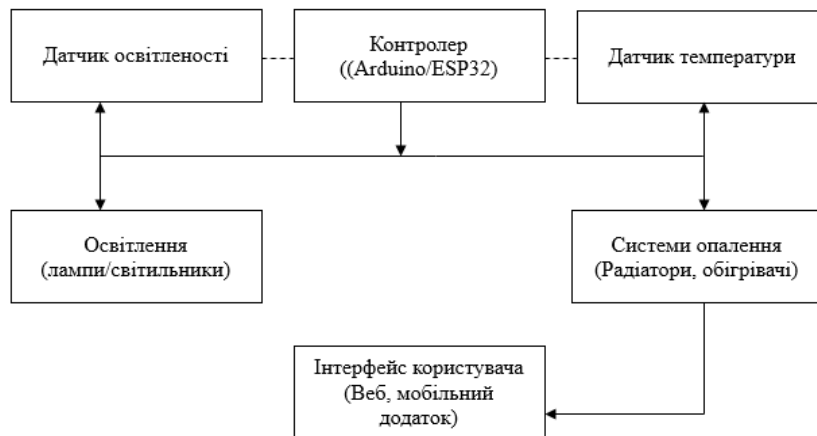 Датчик освітленості
Контролер
((Arduino/ESP32)
Датчик температури
Освітлення
(лампи/світильники)
Системи опалення
(Радіатори, обігрівачі)
Інтерфейс користувача
(Веб, мобільний
додаток)